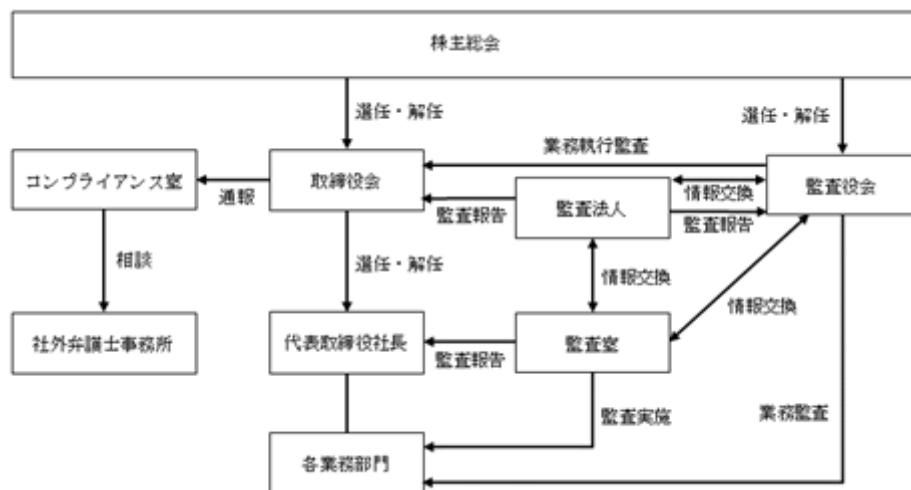 株主総会
選任・解任
選任・解任
業務執行監査
コンプライアンス室
通報
取締役会
監査報告
監査法人
情報交換
監査報告
監査役会
相談
選任・解任
情報交換
情報交換
社外弁護士事務所
代表取締役社長
監査報告
監査室
監査実施
業務監査
各業務部門